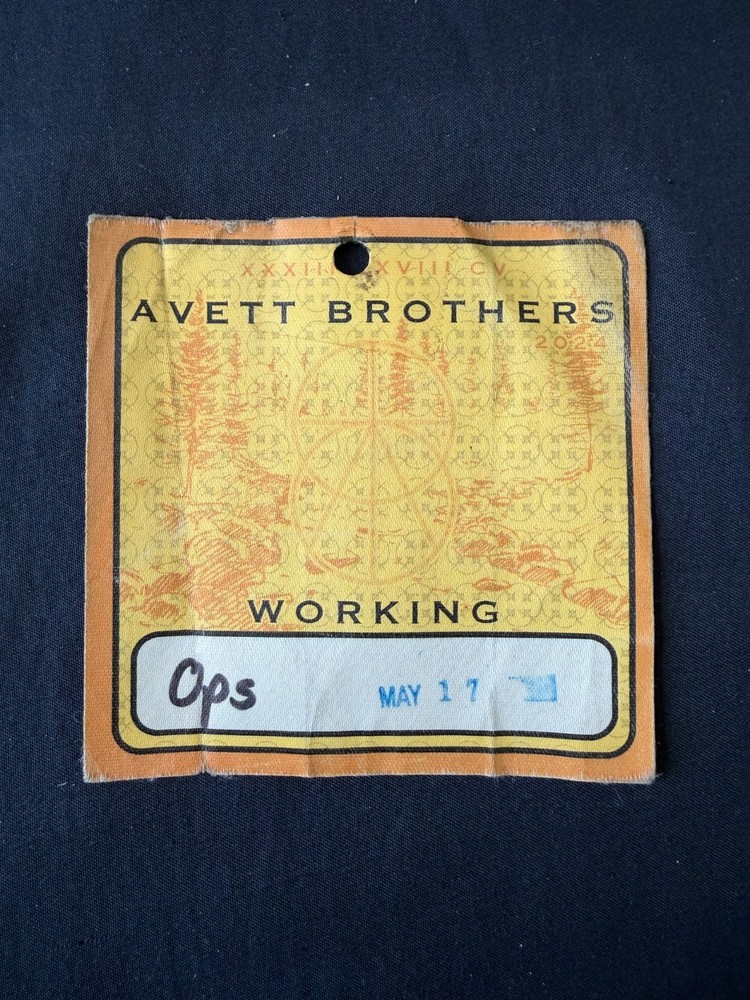 XXXIII XVIII CV
AVETT BROTHERS
2024
WORKING
Ops MAY 17